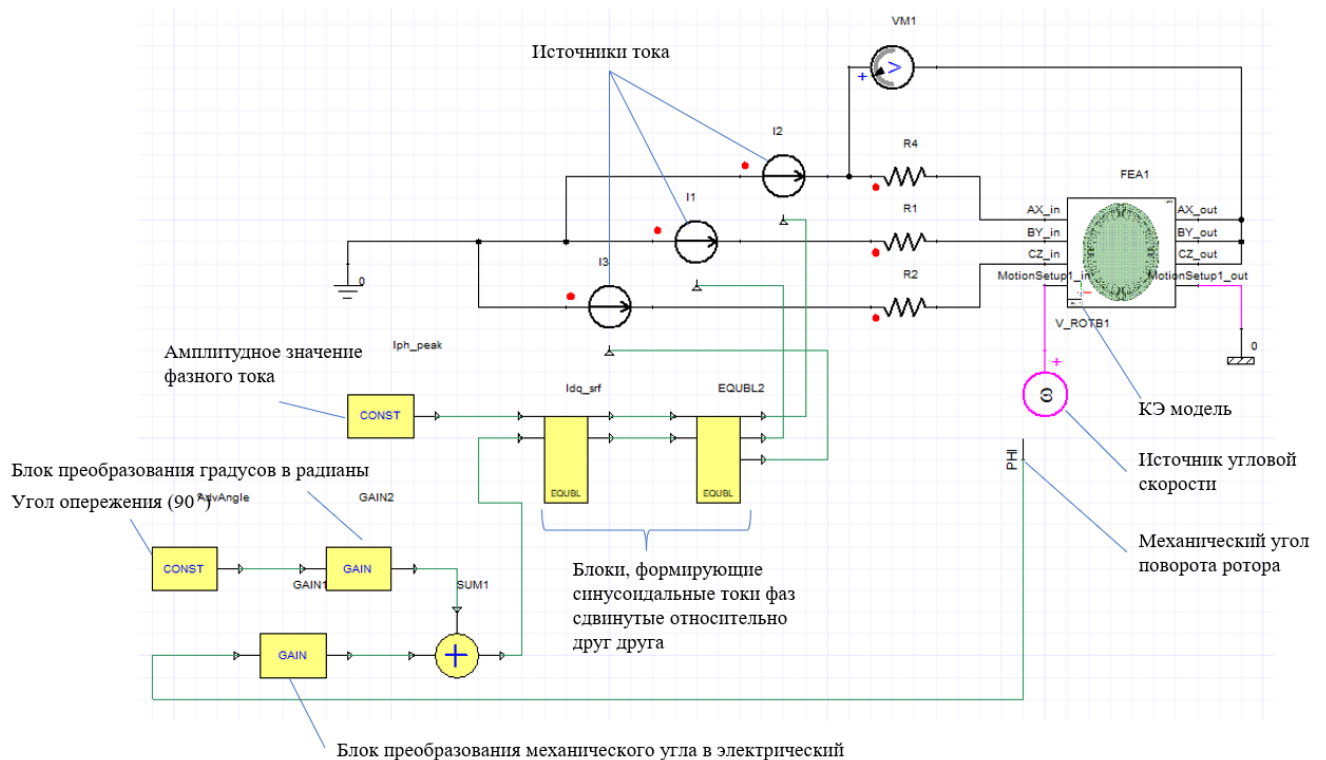 VM1
Источники тока
+
I2
R4
FEA1
I1
R1
AX_in
AX_out
BY_in
BY_out
I3
R2
CZ_in
CZ_out
MotionSetup1_in
MotionSetup1_out
0
V_ROTB1
Iph_peak
0
Амплитудное значение
фазного тока
+
Idq_srf
EQUBL2
ω
КЭ модель
CONST
PHI
Источник угловой
скорости
Блок преобразования градусов в радианы
EQUBL
EQUBL
Угол опережения (90°)
AdvAngle
GAIN2
Механический угол
поворота ротора
CONST
GAIN
GAIN1
SUM1
Блоки, формирующие
синусоидальные токи фаз
сдвинутые относительно
друг друга
GAIN
+
Блок преобразования механического угла в электрический